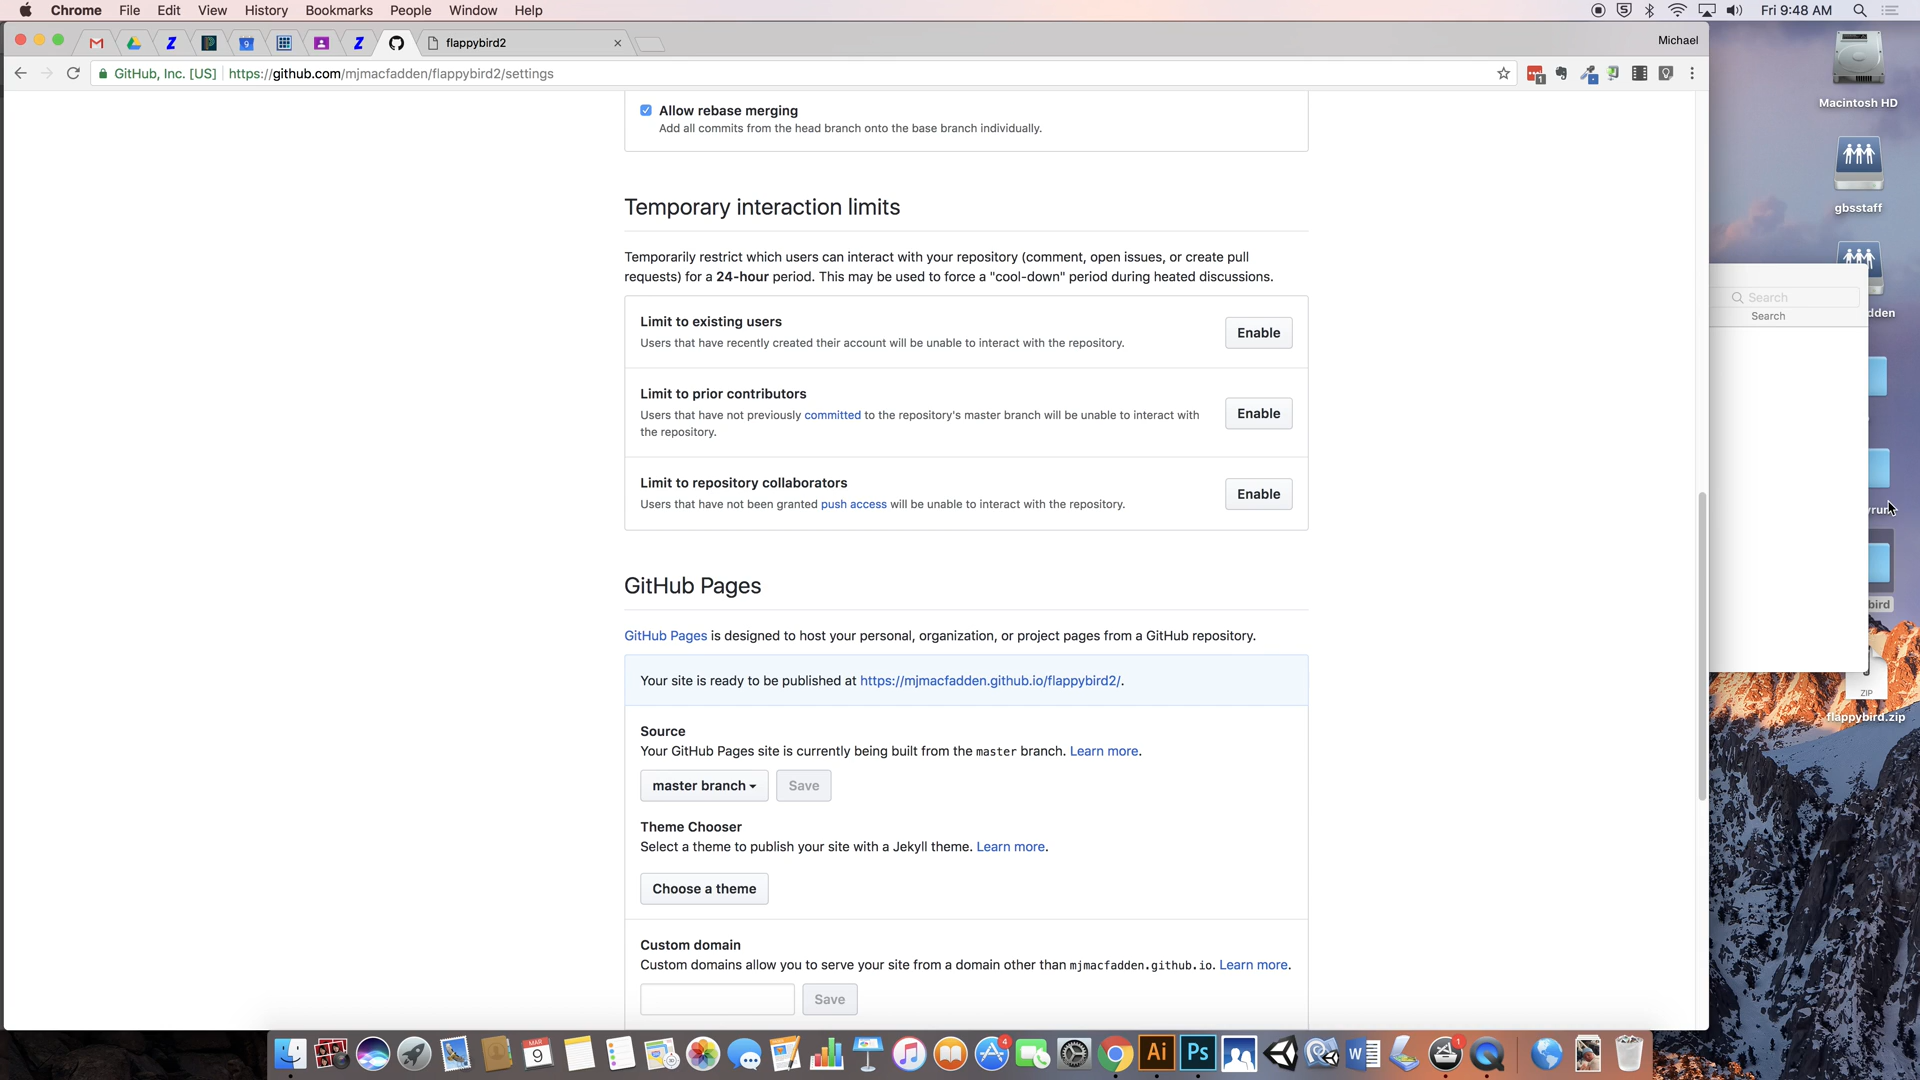 Chrome File Edit View History Bookmarks People Window Help Fri 9:48 AM
flappybird2 Michael
GitHub, Inc. [US] https://github.com/mjmacfadden/flappybird2/settings
Allow rebase merging
Add all commits from the head branch onto the base branch individually.
Temporary interaction limits
Temporarily restrict which users can interact with your repository (comment, open issues, or create pull
requests) for a 24-hour period. This may be used to force a "cool-down" period during heated discussions.
Limit to existing users
Users that have recently created their account will be unable to interact with the repository.
Enable
Limit to prior contributors
Users that have not previously committed to the repository's master branch will be unable to interact with
the repository.
Enable
Limit to repository collaborators
Users that have not been granted push access will be unable to interact with the repository.
Enable
GitHub Pages
GitHub Pages is designed to host your personal, organization, or project pages from a GitHub repository.
Your site is ready to be published at https://mjmacfadden.github.io/flappybird2/.
Source
Your GitHub Pages site is currently being built from the master branch. Learn more.
master branch Save
Theme Chooser
Select a theme to publish your site with a Jekyll theme. Learn more.
Choose a theme
Custom domain
Custom domains allow you to serve your site from a domain other than mjmacfadden.github.io. Learn more.
Save
Macintosh HD
gbsstaff
dden
Search
Search
bird
ZIP
flappybird.zip
MAR
9
4
Ai
Ps
W
1